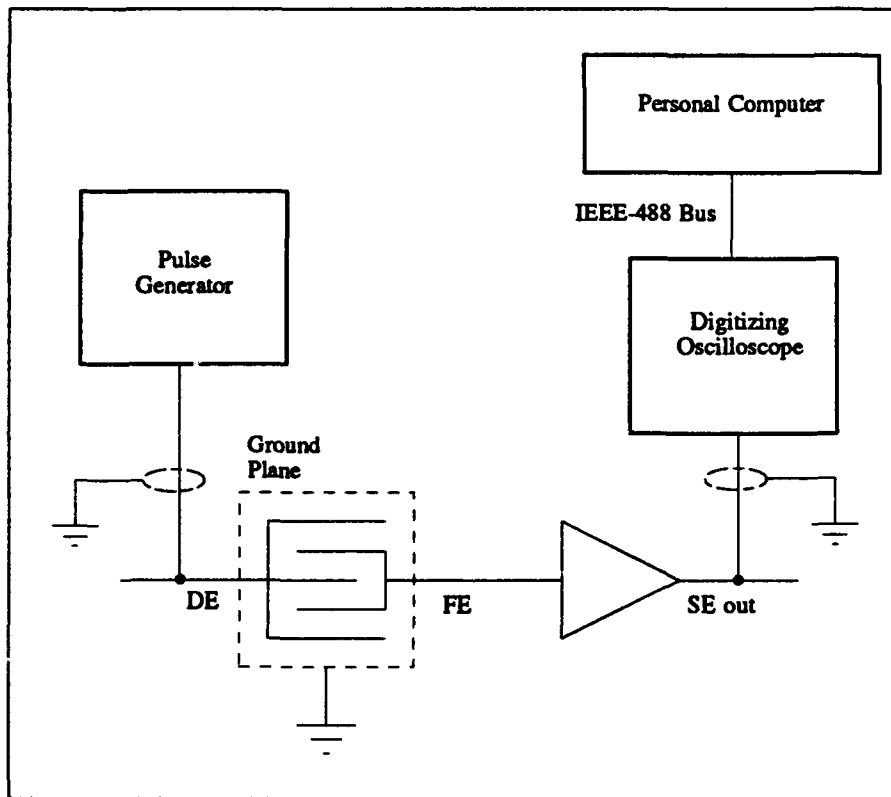 Personal Computer
IEEE-488 Bus
Pulse
Generator
Digitizing
Oscilloscope
Ground
Plane
DE
FE
SE out